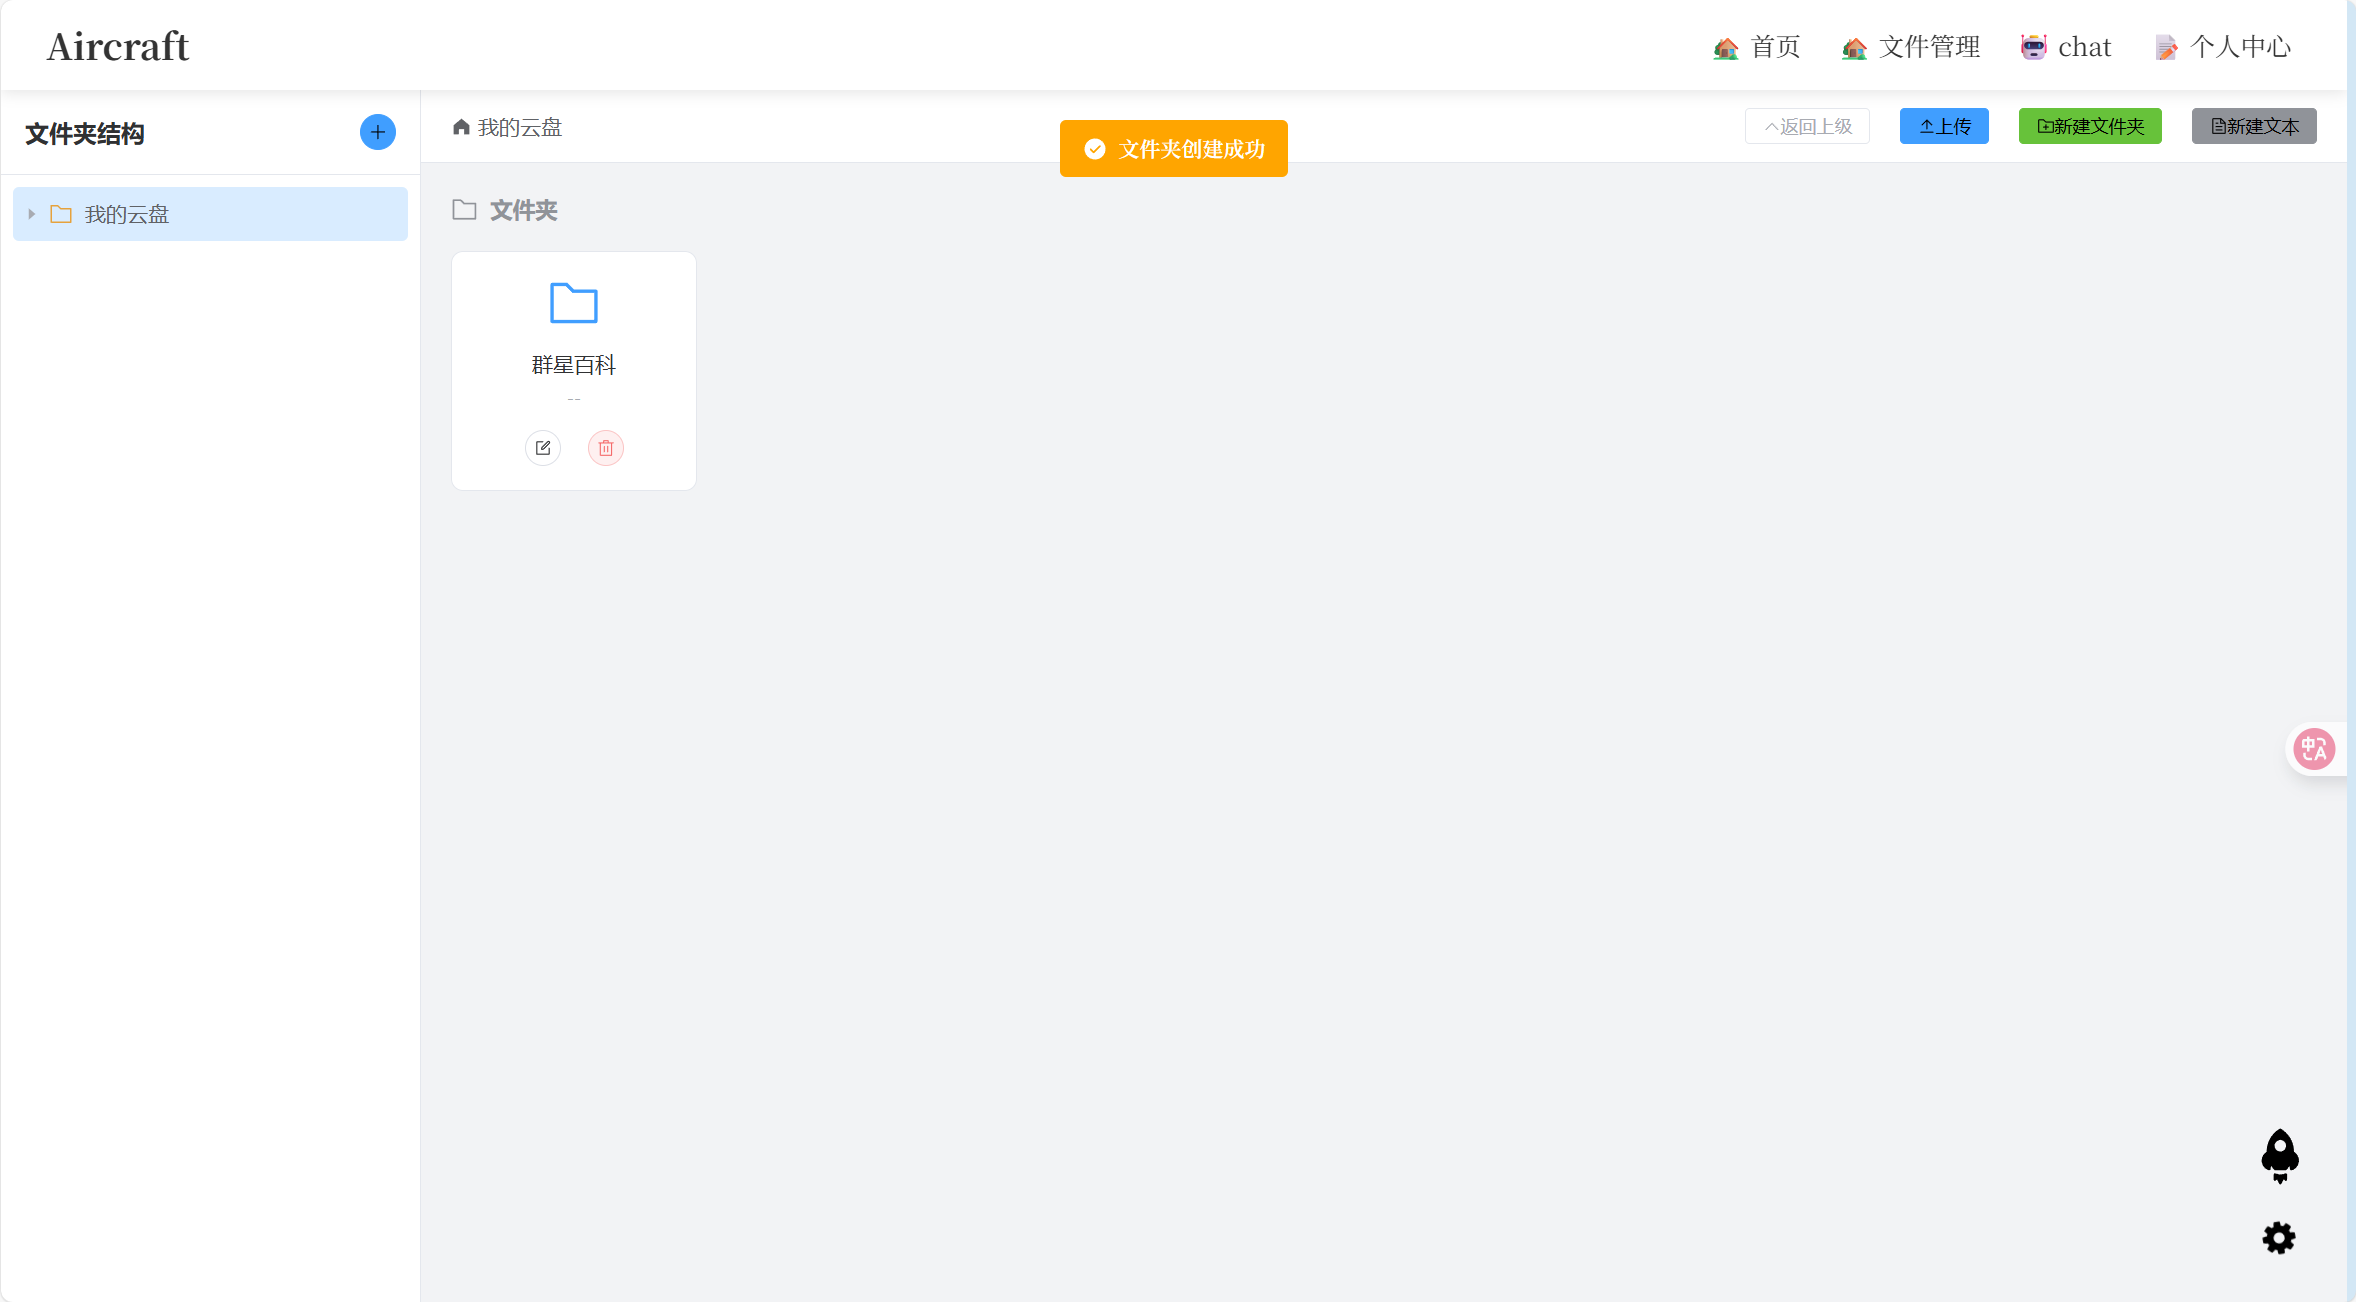 Aircraft
首页
文件管理
chat
个人中心
文件夹结构
我的云盘
我的云盘
返回上级
上传
新建文件夹
新建文本
文件夹创建成功
文件夹
群星百科
--
中A